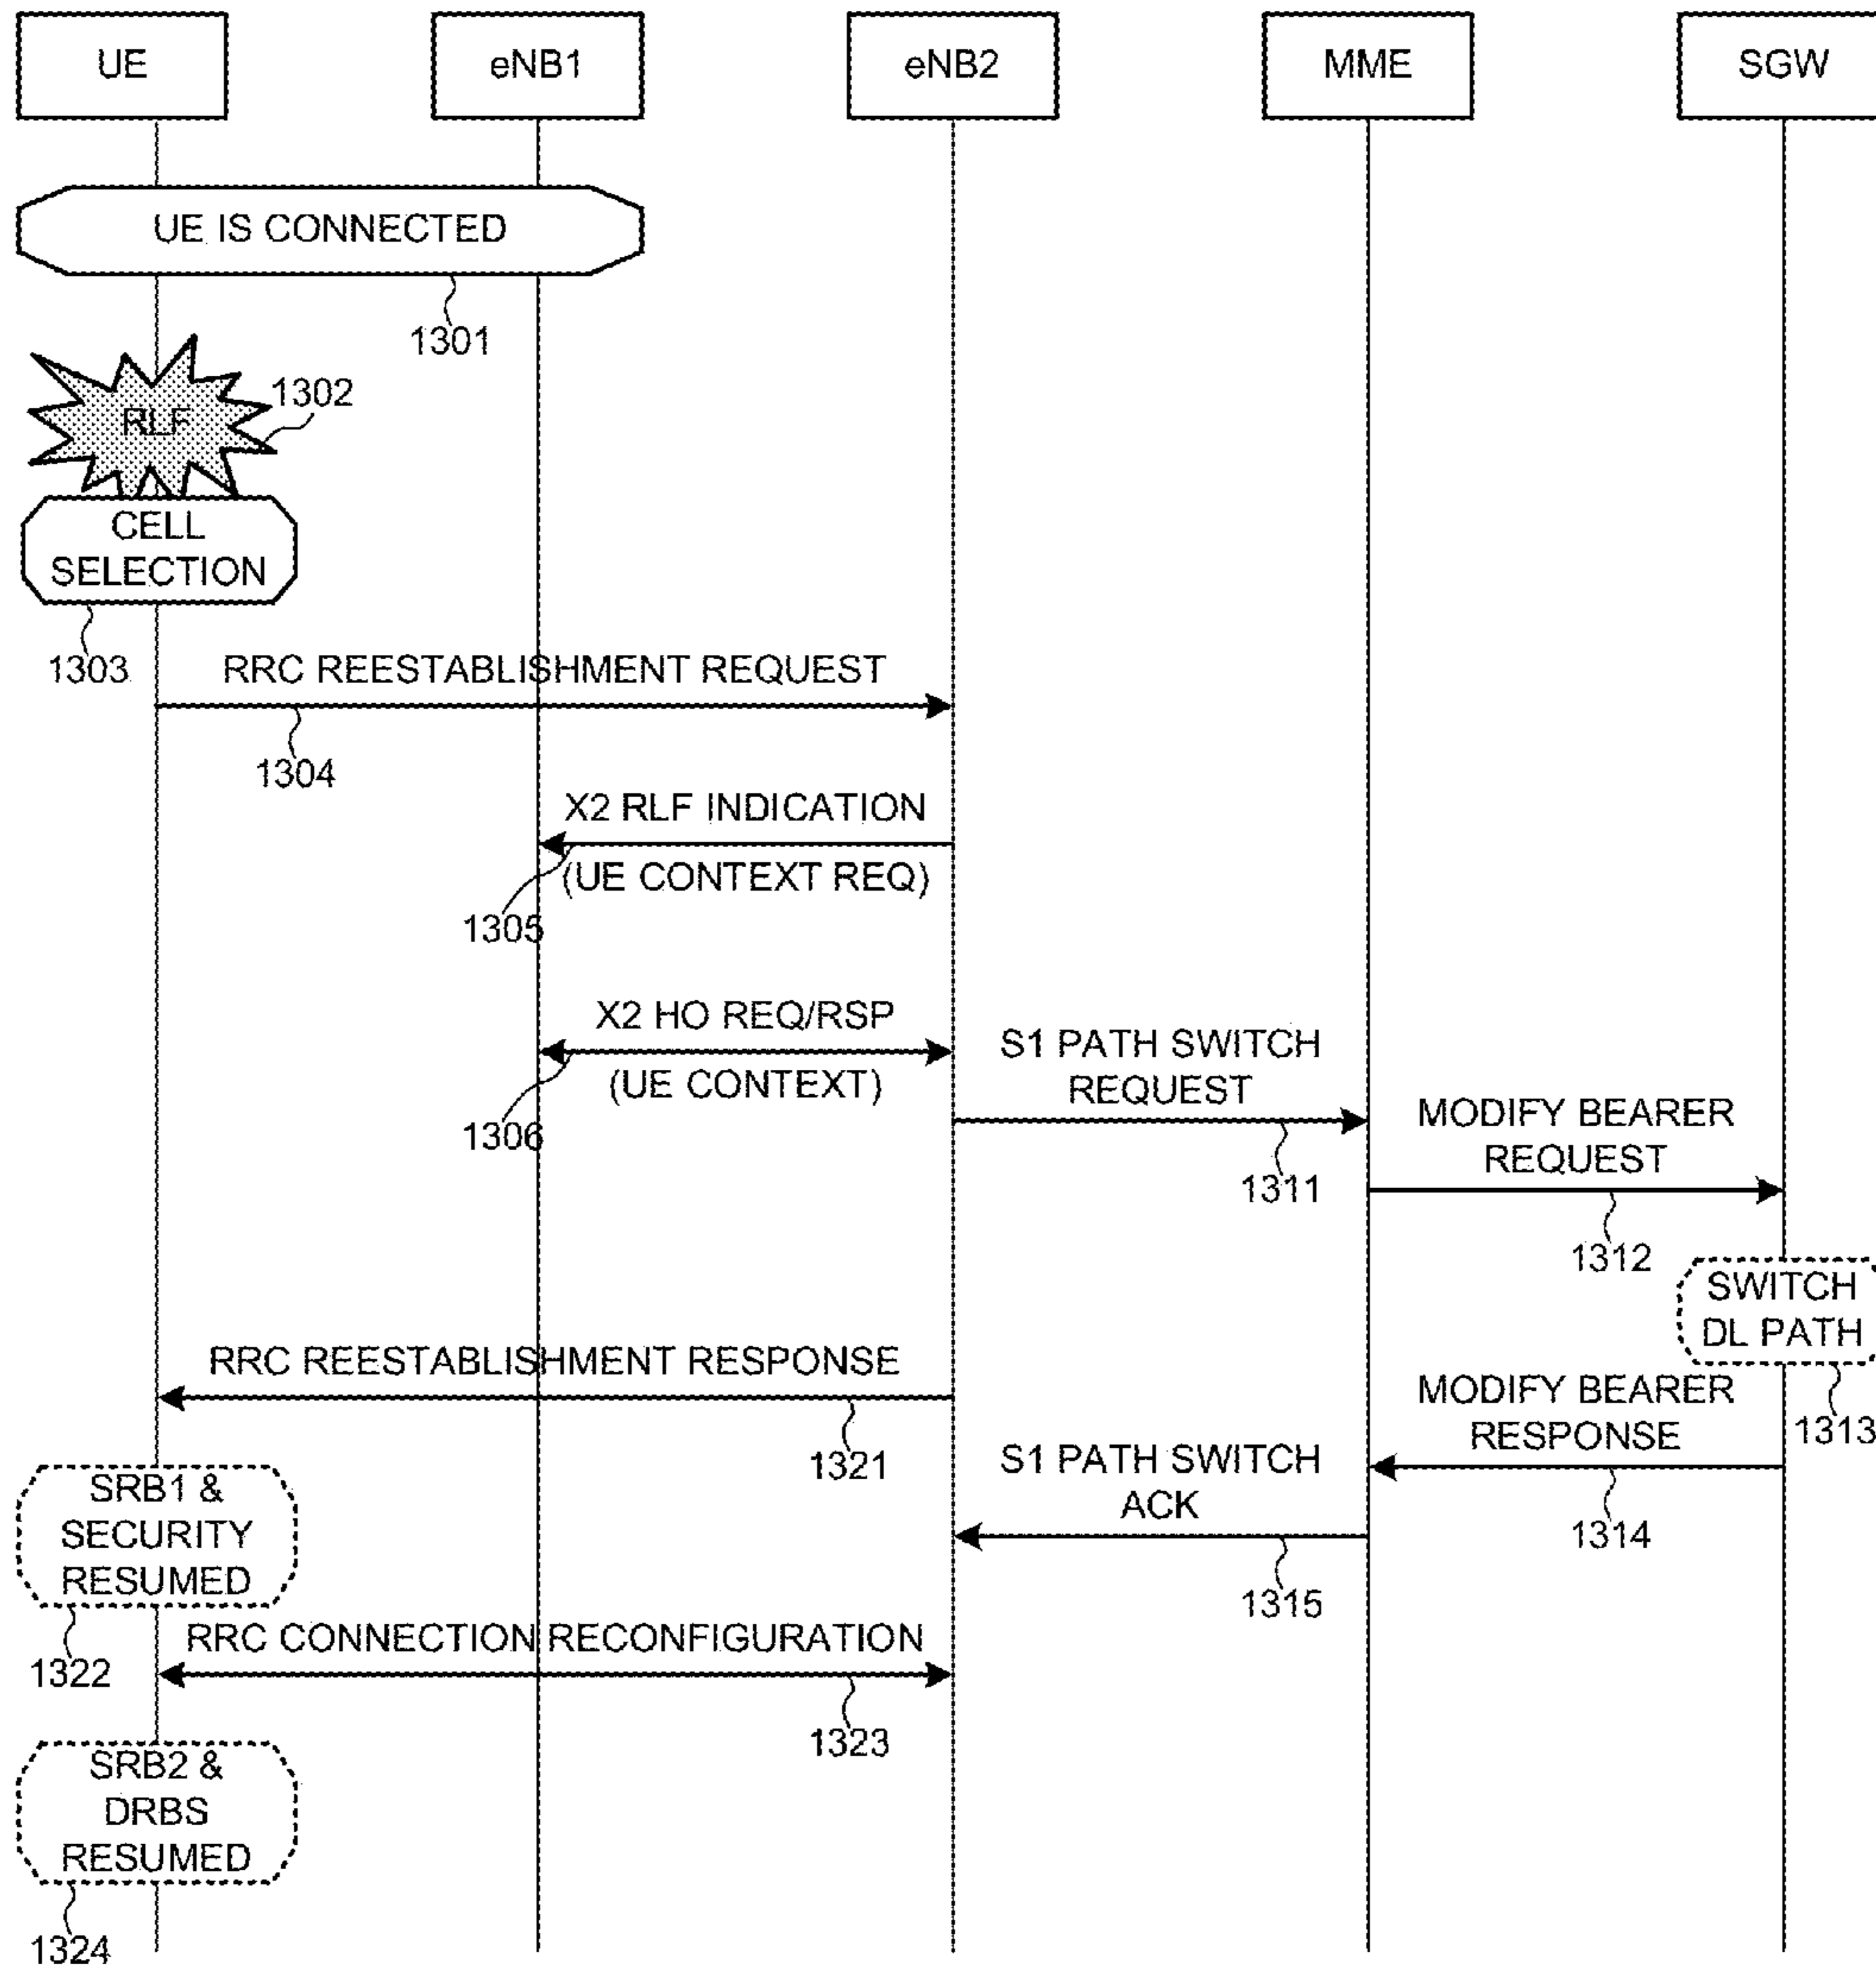 UE
eNB1
eNB2
MME
SGW
UE IS CONNECTED
1301
RLF
1302
CELL
SELECTION
1303
RRC REESTABLISHMENT REQUEST
1304
X2 RLF INDICATION
(UE CONTEXT REQ)
1305
X2 HO REQ/RSP
(UE CONTEXT)
1306
S1 PATH SWITCH
REQUEST
1311
MODIFY BEARER
REQUEST
1312
SWITCH
DL PATH
1313
RRC REESTABLISHMENT RESPONSE
1321
MODIFY BEARER
RESPONSE
1314
S1 PATH SWITCH
ACK
1315
SRB1 &
SECURITY
RESUMED
1322
RRC CONNECTION RECONFIGURATION
1323
SRB2 &
DRBS
RESUMED
1324